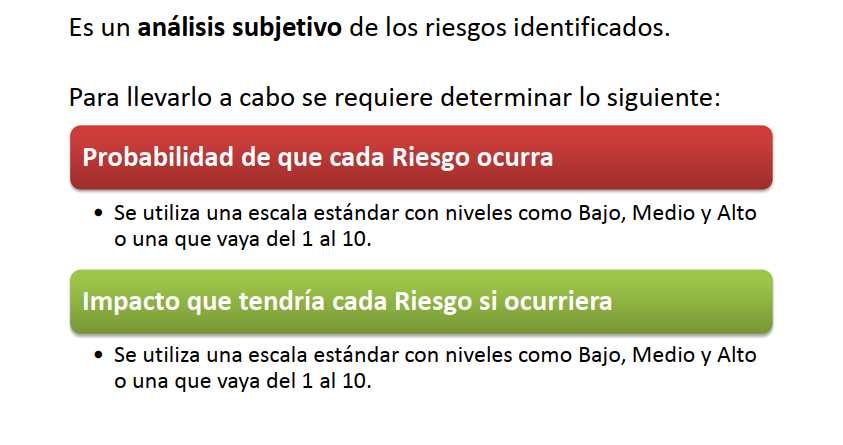 Es un análisis subjetivo de los riesgos identificados.
Para llevarlo a cabo se requiere determinar lo siguiente:
Probabilidad de que cada Riesgo ocurra
• Se utiliza una escala estándar con niveles como Bajo, Medio y Alto
o una que vaya del 1 al 10.
Impacto que tendría cada Riesgo si ocurriera
• Se utiliza una escala estándar con niveles como Bajo, Medio y Alto
o una que vaya del 1 al 10.